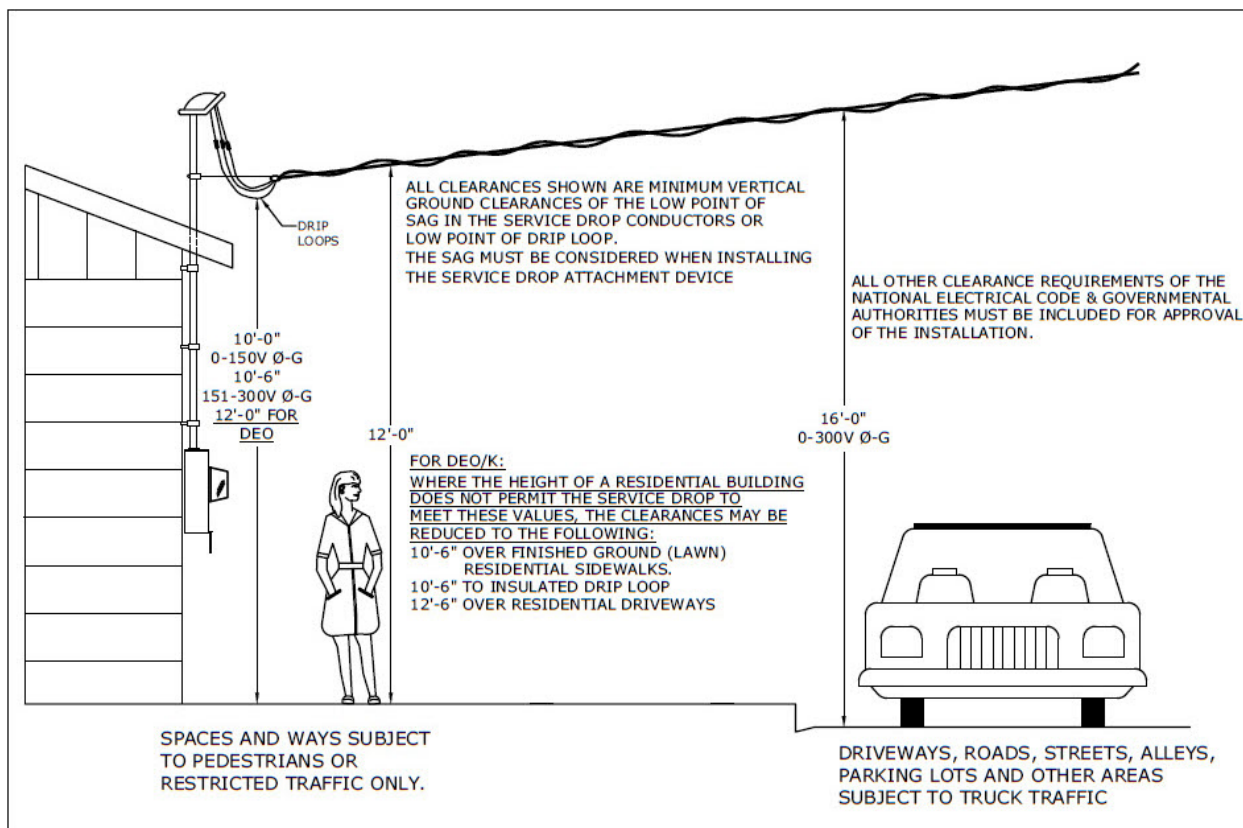 DRIP
LOOPS
ALL CLEARANCES SHOWN ARE MINIMUM VERTICAL
GROUND CLEARANCES OF THE LOW POINT OF
SAG IN THE SERVICE DROP CONDUCTORS OR
LOW POINT OF DRIP LOOP.
THE SAG MUST BE CONSIDERED WHEN INSTALLING
THE SERVICE DROP ATTACHMENT DEVICE
ALL OTHER CLEARANCE REQUIREMENTS OF THE
NATIONAL ELECTRICAL CODE & GOVERNMENTAL
AUTHORITIES MUST BE INCLUDED FOR APPROVAL
OF THE INSTALLATION.
10'-0"
0-150V Ø-G
10'-6"
151-300V Ø-G
12'-0" FOR
DEO
12'-0"
16'-0"
0-300V Ø-G
FOR DEO/K:
WHERE THE HEIGHT OF A RESIDENTIAL BUILDING
DOES NOT PERMIT THE SERVICE DROP TO
MEET THESE VALUES, THE CLEARANCES MAY BE
REDUCED TO THE FOLLOWING:
10'-6" OVER FINISHED GROUND (LAWN)
RESIDENTIAL SIDEWALKS.
10'-6" TO INSULATED DRIP LOOP
12'-6" OVER RESIDENTIAL DRIVEWAYS
SPACES AND WAYS SUBJECT
TO PEDESTRIANS OR
RESTRICTED TRAFFIC ONLY.
DRIVEWAYS, ROADS, STREETS, ALLEYS,
PARKING LOTS AND OTHER AREAS
SUBJECT TO TRUCK TRAFFIC